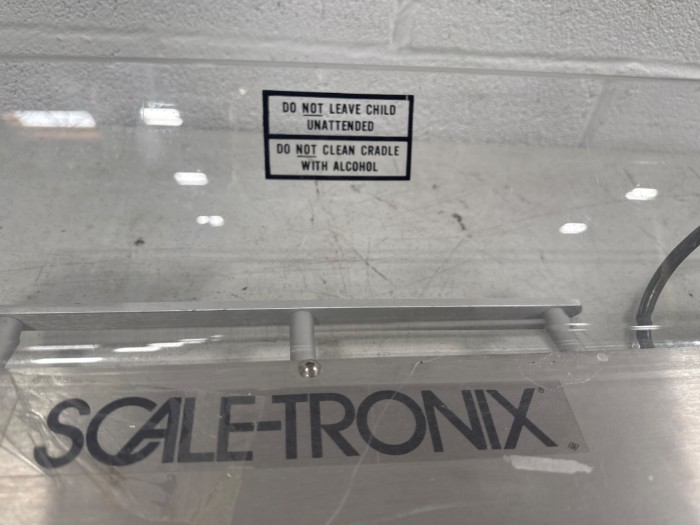 DO NOT LEAVE CHILD
UNATTENDED
DO NOT CLEAN CRADLE
WITH ALCOHOL
SCALE-TRONIX